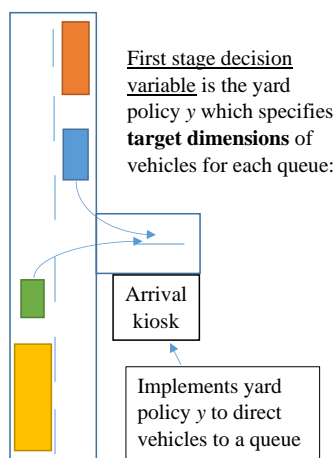 First stage decision
variable is the yard
policy y which specifies
target dimensions of
vehicles for each queue:
Arrival
kiosk
Implements yard
policy y to direct
vehicles to a queue